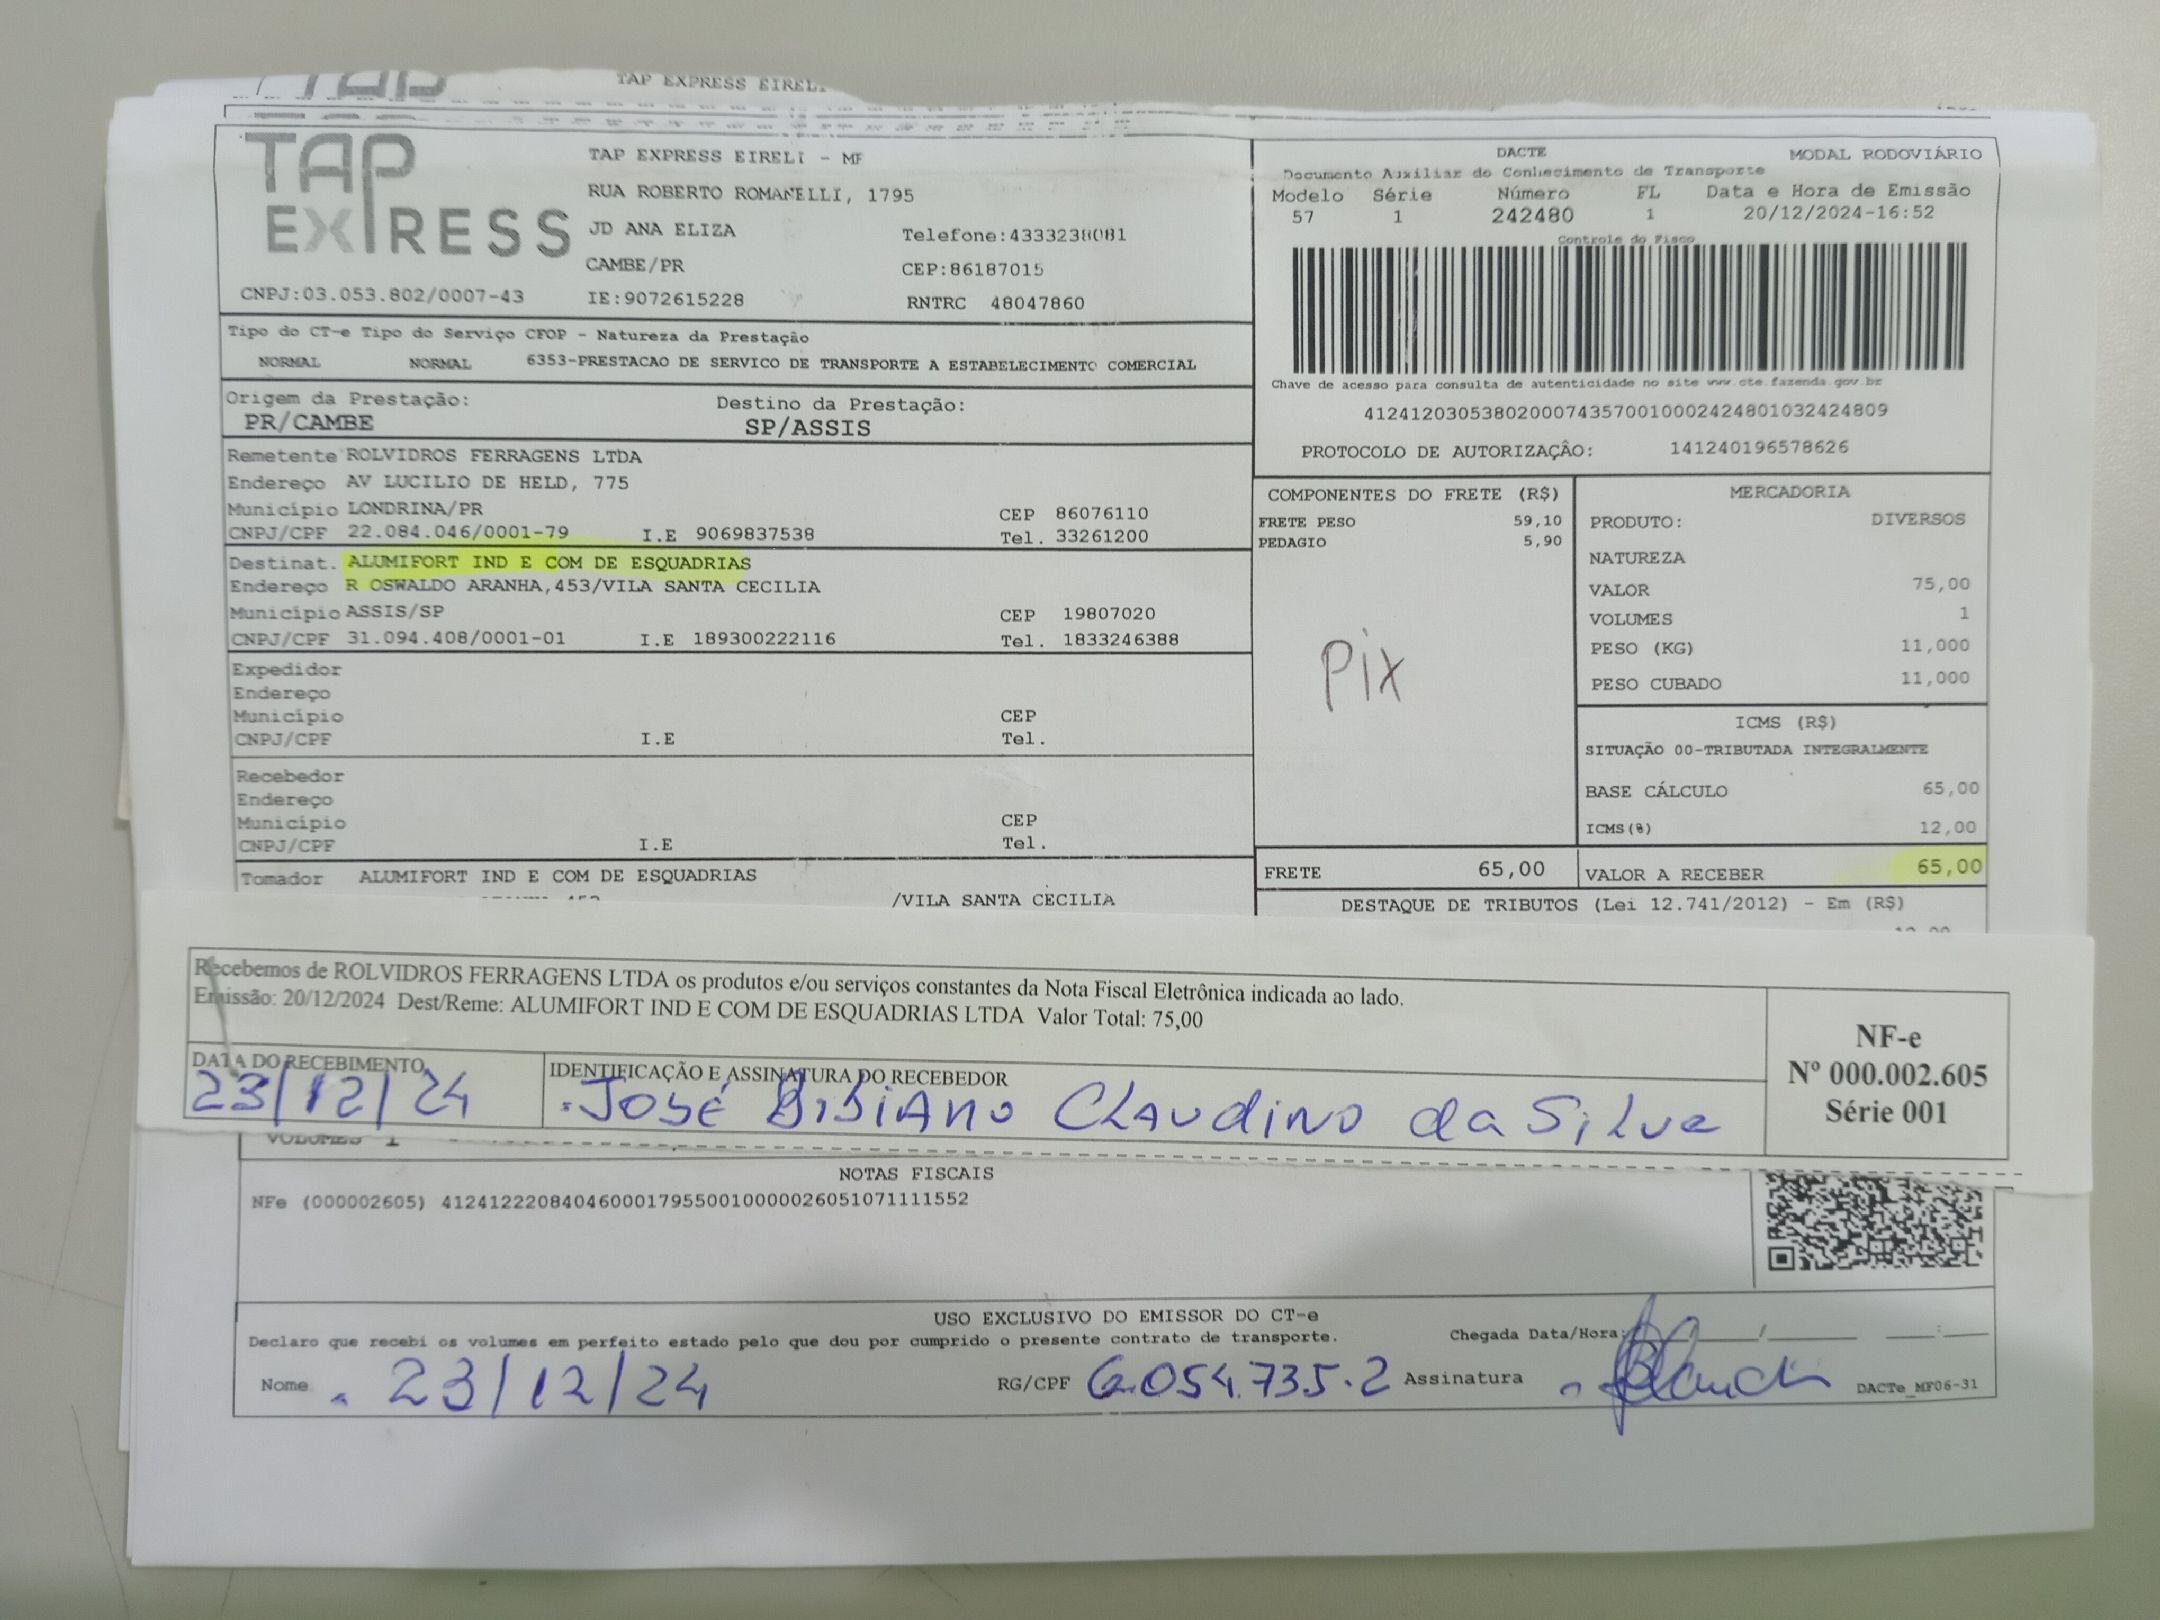 TAP EXPRESS EIREL
TAP
EXPRESS
TAP EXPRESS EIRELI - MF
RUA ROBERTO ROMANELLI, 1795
JD ANA ELIZA
Telefone:4333238081
CAMBE/PR
CEP:86187015
CNPJ:03.053.802/0007-43
IE:9072615228
RNTRC 48047860
DACTE
MODAL RODOVIÁRIO
Documento Auxiliar do Conhecimento de Transporte
Modelo Série Número FL Data e Hora de Emissão
57 1 242480 1 20/12/2024-16:52
Controle do Fisco
Chave de acesso para consulta de autenticidade no site www.cte.fazenda.gov.br
41241203053802000743570010002424801032424809
PROTOCOLO DE AUTORIZAÇÂO: 141240196578626
Tipo do CT-e Tipo do Serviço CFOP - Natureza da Prestação
NORMAL NORMAL 6353-PRESTACAO DE SERVICO DE TRANSPORTE A ESTABELECIMENTO COMERCIAL
Origem da Prestação: Destino da Prestação:
PR/CAMBE SP/ASSIS
Remetente ROLVIDROS FERRAGENS LTDA
Endereço AV LUCILIO DE HELD, 775
Município LONDRINA/PR CEP 86076110
CNPJ/CPF 22.084.046/0001-79 I.E 9069837538 Tel. 33261200
Destinat. ALUMIFORT IND E COM DE ESQUADRIAS
Endereço R OSWALDO ARANHA,453/VILA SANTA CECILIA
Município ASSIS/SP CEP 19807020
CNPJ/CPF 31.094.408/0001-01 I.E 189300222116 Tel. 1833246388
Expedidor
Endereço
Município CEP
CNPJ/CPF I.E Tel.
Recebedor
Endereço
Município CEP
CNPJ/CPF I.E Tel.
Tomador ALUMIFORT IND E COM DE ESQUADRIAS
/VILA SANTA CECILIA
COMPONENTES DO FRETE (R$)
FRETE PESO 59,10
PEDAGIO 5,90
Pix
MERCADORIA
PRODUTO: DIVERSOS
NATUREZA
VALOR 75,00
VOLUMES 1
PESO (KG) 11,000
PESO CUBADO 11,000
ICMS (R$)
SITUAÇÃO 00-TRIBUTADA INTEGRALMENTE
BASE CÁLCULO 65,00
ICMS(%) 12,00
FRETE 65,00 VALOR A RECEBER 65,00
DESTAQUE DE TRIBUTOS (Lei 12.741/2012) - Em (R$)
Recebemos de ROLVIDROS FERRAGENS LTDA os produtos e/ou serviços constantes da Nota Fiscal Eletrônica indicada ao lado.
Emissão: 20/12/2024 Dest/Reme: ALUMIFORT IND E COM DE ESQUADRIAS LTDA Valor Total: 75,00
DATA DO RECEBIMENTO IDENTIFICAÇÃO E ASSINATURA DO RECEBEDOR
23/12/24 José Bibiano Claudino da Silva
NF-e
Nº 000.002.605
Série 001
VOLUMES 1
NOTAS FISCAIS
NFe (000002605) 41241222084046000179550010000026051071111552
USO EXCLUSIVO DO EMISSOR DO CT-e
Declaro que recebi os volumes em perfeito estado pelo que dou por cumprido o presente contrato de transporte. Chegada Data/Hora:
Nome 23/12/24 RG/CPF 6.054.735-2 Assinatura
DACTe_MF06-31